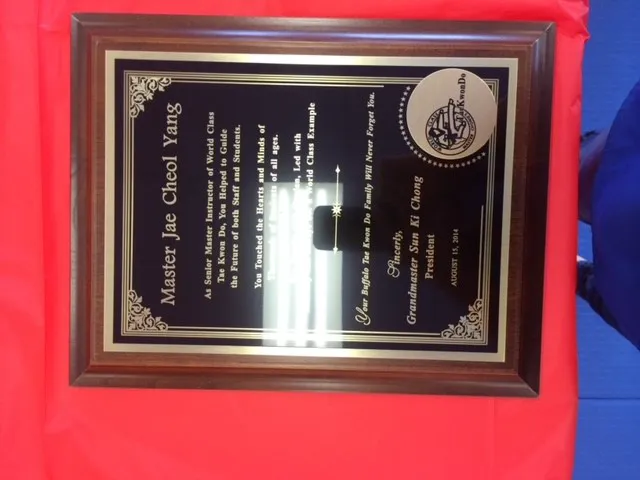 Master Jae Cheol Yang
As Senior Master Instructor of World Class
Tae Kwon Do, You Helped to Guide
the Future of both Staff and Students.
You Touched the Hearts and Minds of
of all ages.
Led with
World Class Example
Your Buffalo Tae Kwon Do Family Will Never Forget You.
Sincerly,
Grandmaster Sun Ki Chong
President
AUGUST 15, 2014
KwonDo